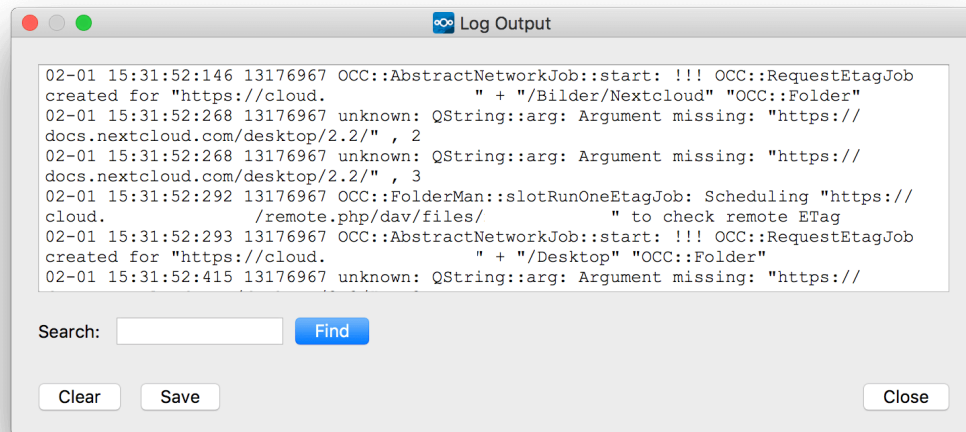 Log Output
02-01 15:31:52:146 13176967 OCC::AbstractNetworkJob::start: !!! OCC::RequestEtagJob
created for "https://cloud. " + "/Bilder/Nextcloud" "OCC::Folder"
02-01 15:31:52:268 13176967 unknown: QString::arg: Argument missing: "https://
docs.nextcloud.com/desktop/2.2/" , 2
02-01 15:31:52:268 13176967 unknown: QString::arg: Argument missing: "https://
docs.nextcloud.com/desktop/2.2/" , 3
02-01 15:31:52:292 13176967 OCC::FolderMan::slotRunOneEtagJob: Scheduling "https://
cloud. /remote.php/dav/files/ " to check remote ETag
02-01 15:31:52:293 13176967 OCC::AbstractNetworkJob::start: !!! OCC::RequestEtagJob
created for "https://cloud. " + "/Desktop" "OCC::Folder"
02-01 15:31:52:415 13176967 unknown: QString::arg: Argument missing: "https://
Search:
Find
Clear
Save
Close